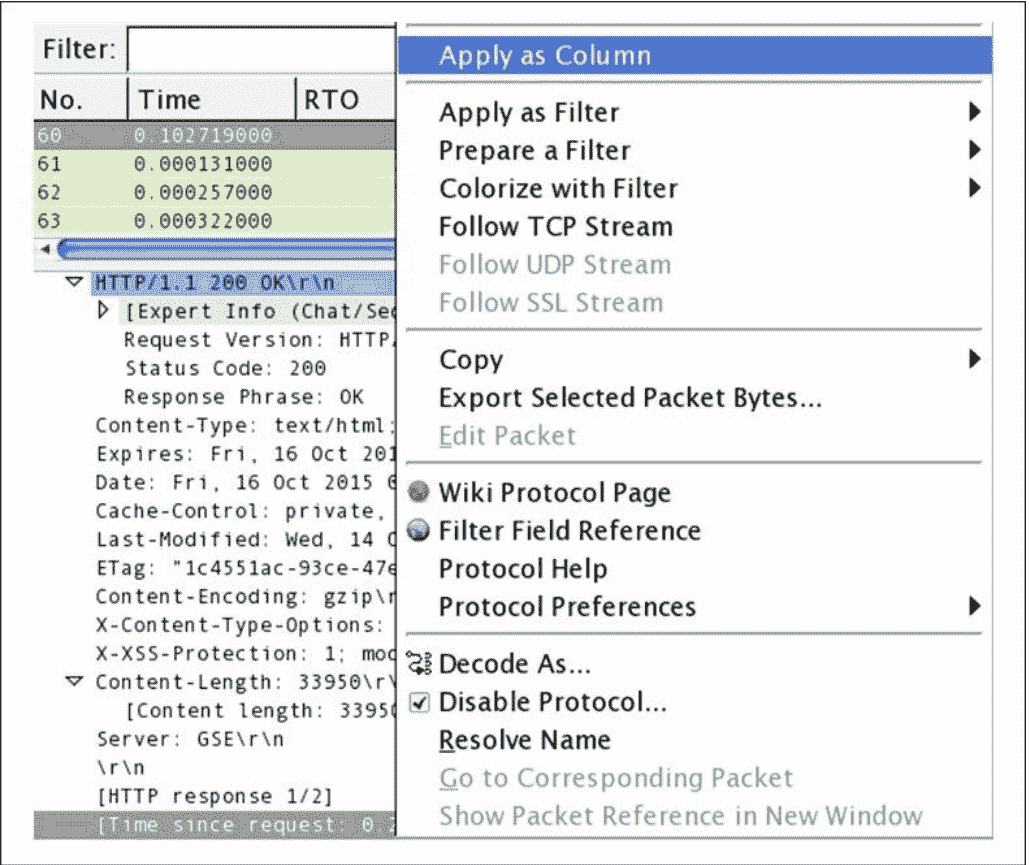 Filter:
No. Time RTO
60 0.102719000
61 0.000131000
62 0.000257000
63 0.000322000
HTTP/1.1 200 OK\r\n
[Expert Info (Chat/Se
Request Version: HTTP
Status Code: 200
Response Phrase: OK
Content-Type: text/html;
Expires: Fri, 16 Oct 201
Date: Fri, 16 Oct 2015
Cache-Control: private,
Last-Modified: Wed, 14
ETag: "1c4551ac-93ce-47e
Content-Encoding: gzip\r
X-Content-Type-Options:
X-XSS-Protection: 1; mod
Content-Length: 33950\r\
[Content length: 3395
Server: GSE\r\n
\r\n
[HTTP response 1/2]
[Time since request: 0.
Apply as Column
Apply as Filter
Prepare a Filter
Colorize with Filter
Follow TCP Stream
Follow UDP Stream
Follow SSL Stream
Copy
Export Selected Packet Bytes...
Edit Packet
Wiki Protocol Page
Filter Field Reference
Protocol Help
Protocol Preferences
Decode As...
Disable Protocol...
Resolve Name
Go to Corresponding Packet
Show Packet Reference in New Window